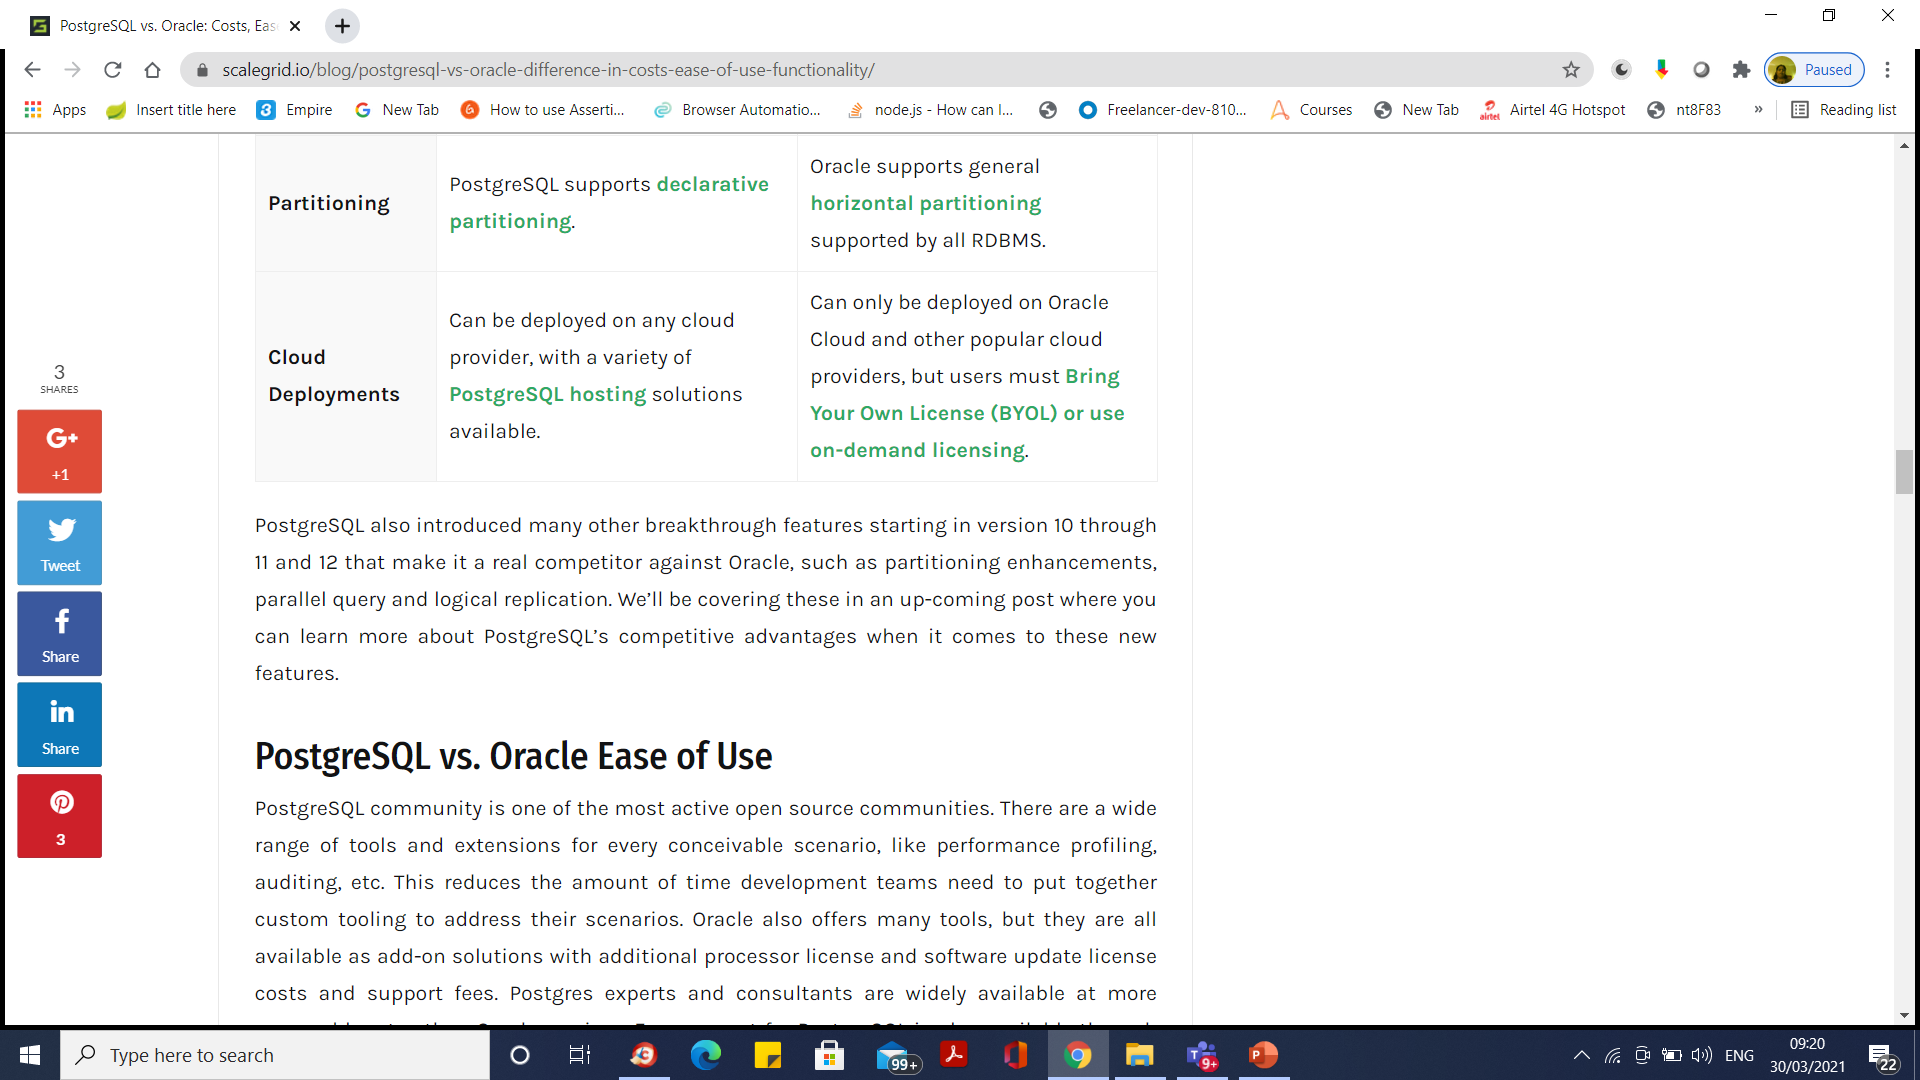 PostgreSQL vs. Oracle: Costs, Eas
scalegrid.io/blog/postgresql-vs-oracle-difference-in-costs-ease-of-use-functionality/
Paused
Apps
Insert title here
Empire
New Tab
How to use Asserti...
Browser Automatio...
node.js - How can I...
Freelancer-dev-810...
Courses
New Tab
airtel
Airtel 4G Hotspot
nt8F83
»
Reading list
Partitioning
PostgreSQL supports declarative
partitioning.
Oracle supports general
horizontal partitioning
supported by all RDBMS.
Cloud
Deployments
Can be deployed on any cloud
provider, with a variety of
PostgreSQL hosting solutions
available.
Can only be deployed on Oracle
Cloud and other popular cloud
providers, but users must Bring
Your Own License (BYOL) or use
on-demand licensing.
3
SHARES
G+
+1
Tweet
f
Share
in
Share
3
PostgreSQL also introduced many other breakthrough features starting in version 10 through
11 and 12 that make it a real competitor against Oracle, such as partitioning enhancements,
parallel query and logical replication. We’ll be covering these in an up-coming post where you
can learn more about PostgreSQL’s competitive advantages when it comes to these new
features.
PostgreSQL vs. Oracle Ease of Use
PostgreSQL community is one of the most active open source communities. There are a wide
range of tools and extensions for every conceivable scenario, like performance profiling,
auditing, etc. This reduces the amount of time development teams need to put together
custom tooling to address their scenarios. Oracle also offers many tools, but they are all
available as add-on solutions with additional processor license and software update license
costs and support fees. Postgres experts and consultants are widely available at more
Type here to search
99+
9+
ENG
09:20
30/03/2021
22